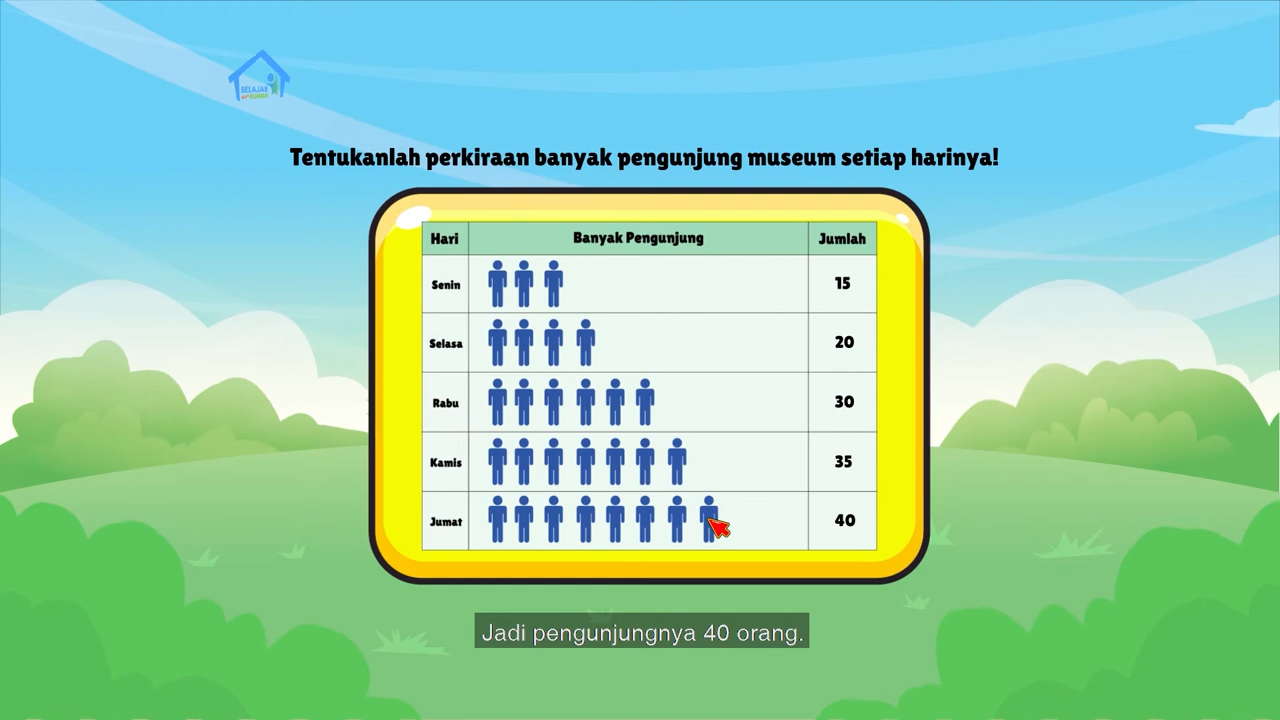 BELAJAR
Tentukanlah perkiraan banyak pengunjung museum setiap harinya!
Hari Banyak Pengunjung Jumlah
Senin 15
Selasa 20
Rabu 30
Kamis 35
Jumat 40
Jadi pengunjungnya 40 orang.